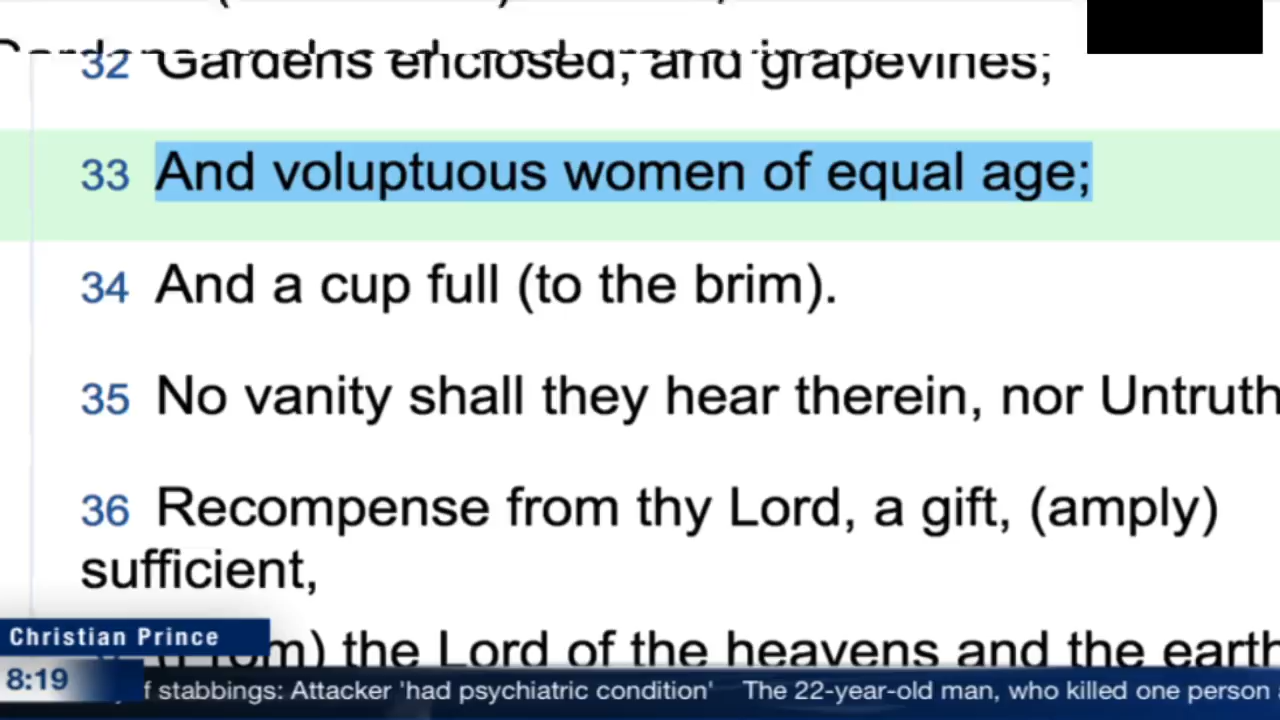 32 Gardens enclosed, and grapevines;
33 And voluptuous women of equal age;
34 And a cup full (to the brim).
35 No vanity shall they hear therein, nor Untruth
36 Recompense from thy Lord, a gift, (amply)
sufficient,
the Lord of the heavens and the earth
Christian Prince
8:19
f stabbings: Attacker 'had psychiatric condition' The 22-year-old man, who killed one person